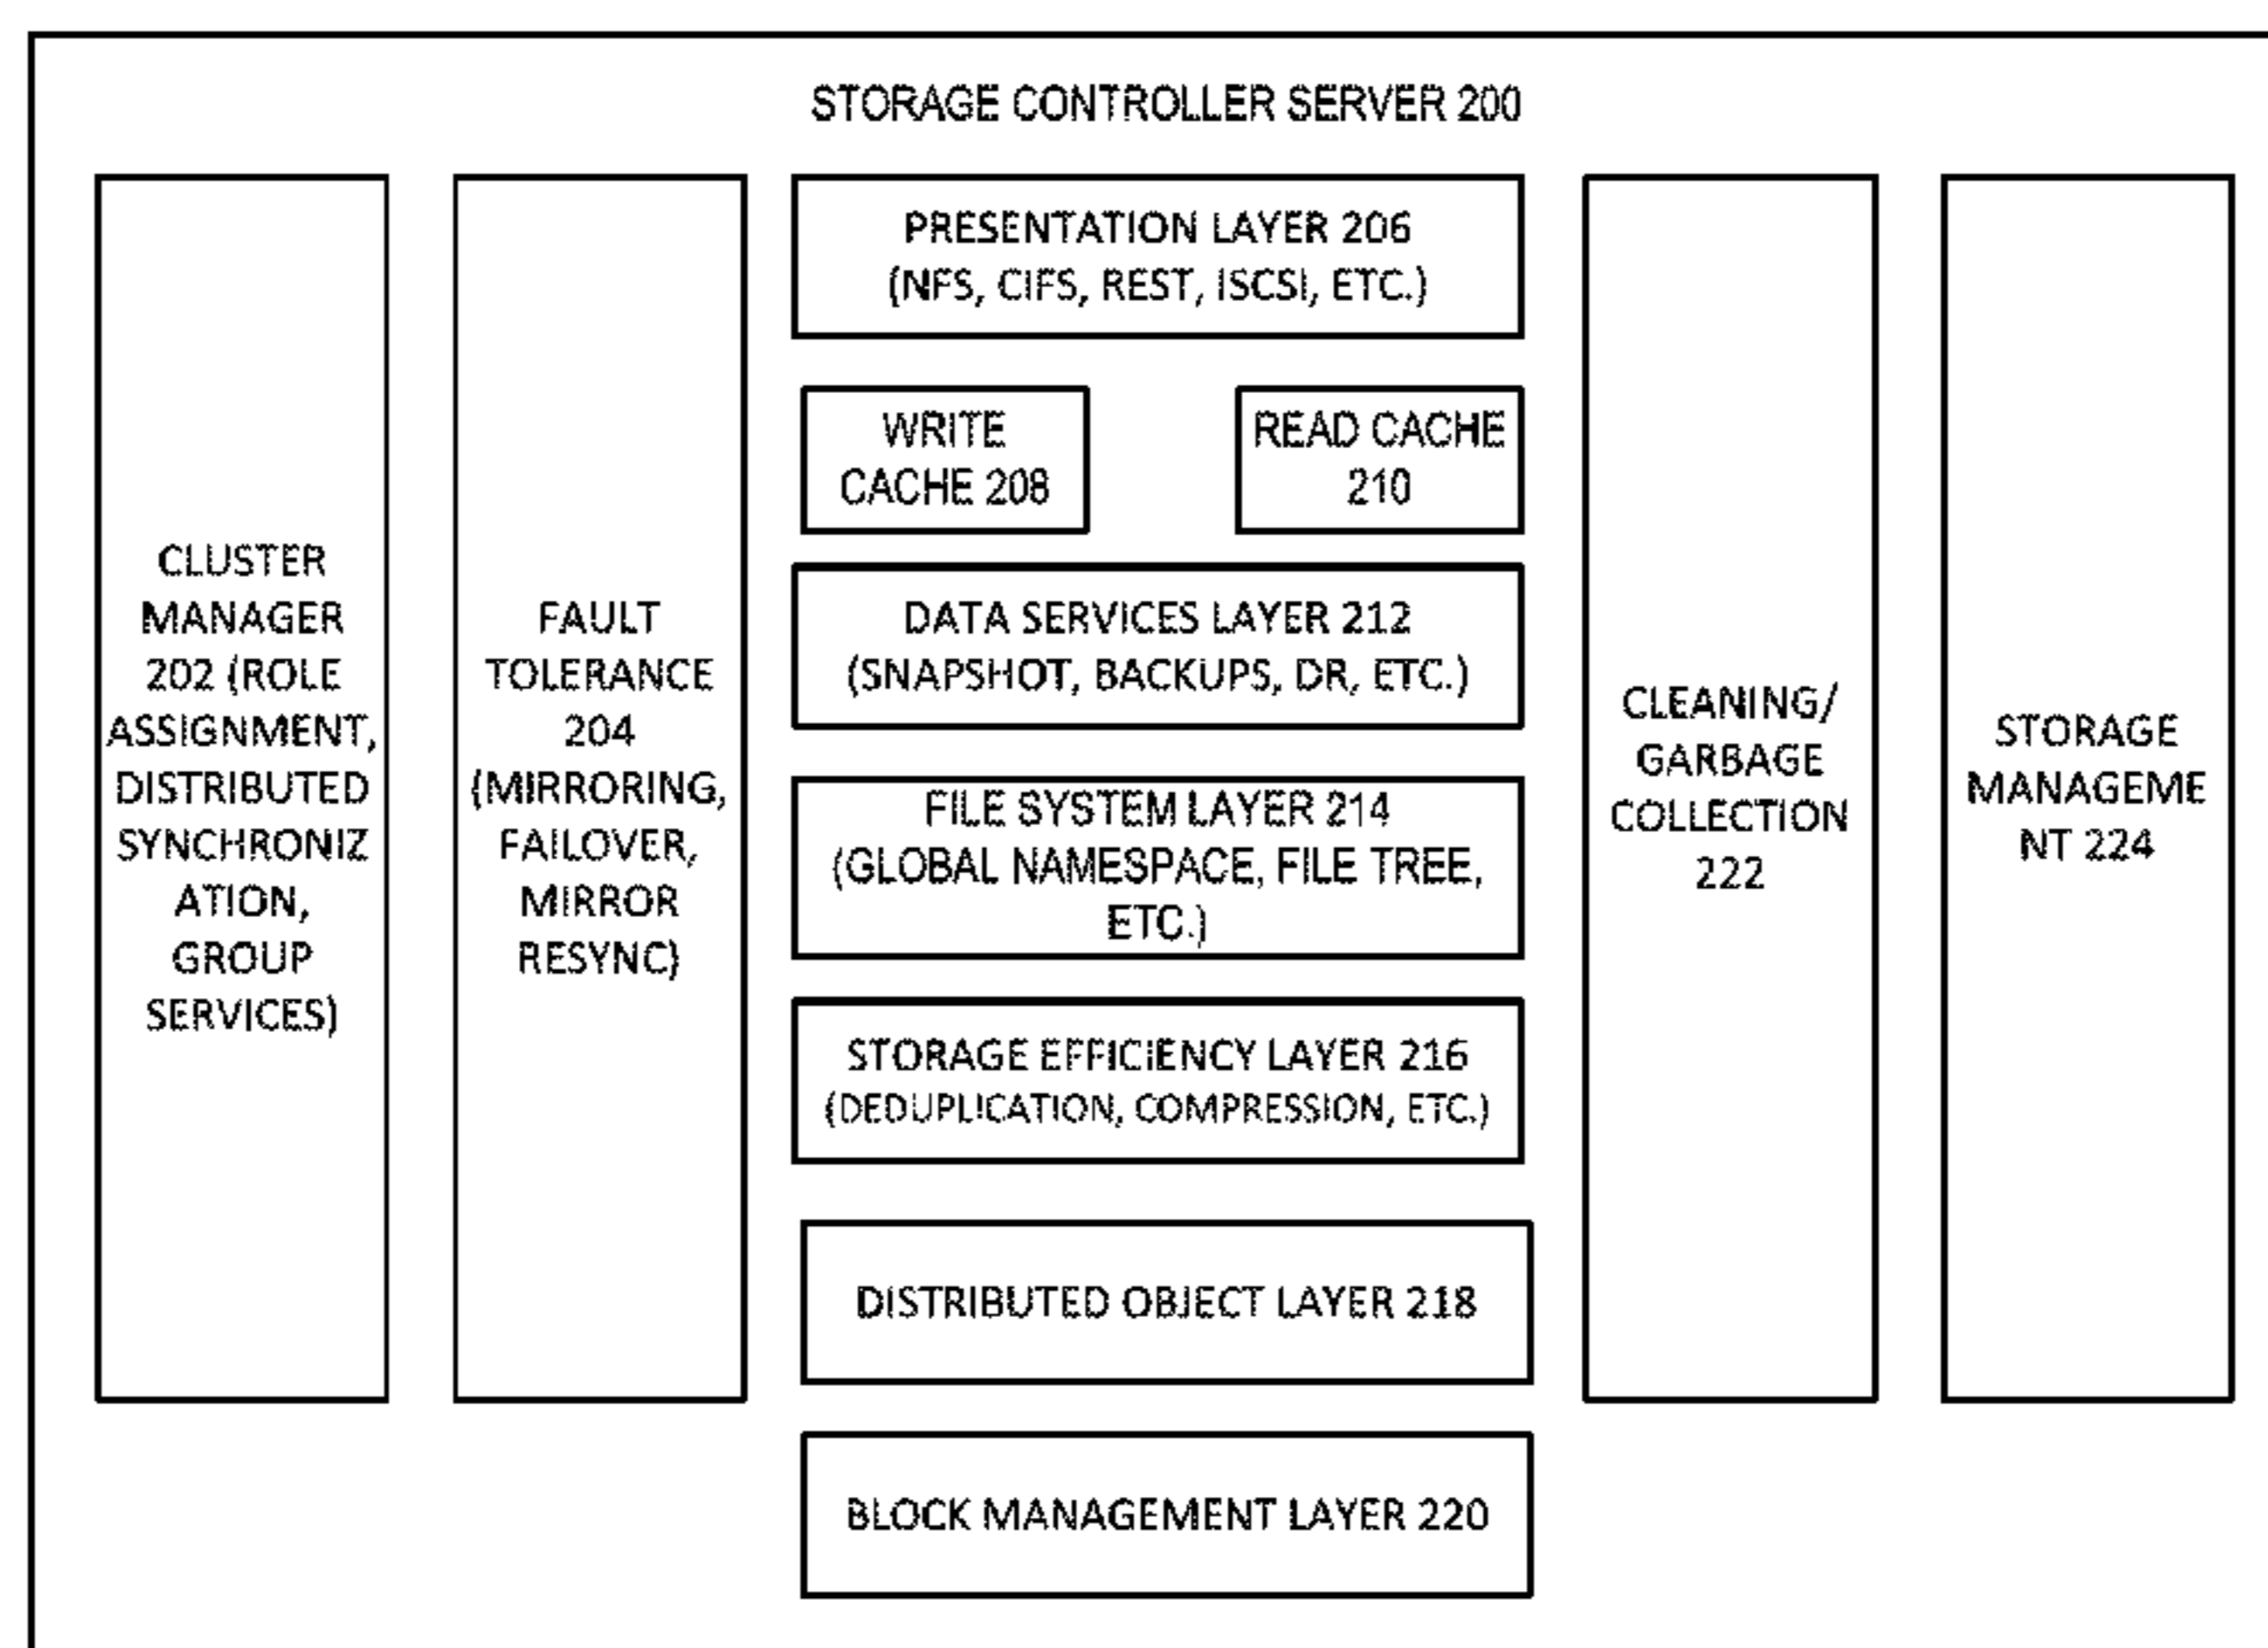 STORAGE CONTROLLER SERVER 200
CLUSTER
MANAGER
202 (ROLE
ASSIGNMENT,
DISTRIBUTED
SYNCHRONIZ
ATION,
GROUP
SERVICES)
FAULT
TOLERANCE
204
(MIRRORING,
FAILOVER,
MIRROR
RESYNC)
PRESENTATION LAYER 206
(NFS, CIFS, REST, ISCSI, ETC.)
WRITE
CACHE 208
READ CACHE
210
DATA SERVICES LAYER 212
(SNAPSHOT, BACKUPS, DR, ETC.)
FILE SYSTEM LAYER 214
(GLOBAL NAMESPACE, FILE TREE,
ETC.)
STORAGE EFFICIENCY LAYER 216
(DEDUPLICATION, COMPRESSION, ETC.)
DISTRIBUTED OBJECT LAYER 218
BLOCK MANAGEMENT LAYER 220
CLEANING/
GARBAGE
COLLECTION
222
STORAGE
MANAGEME
NT 224